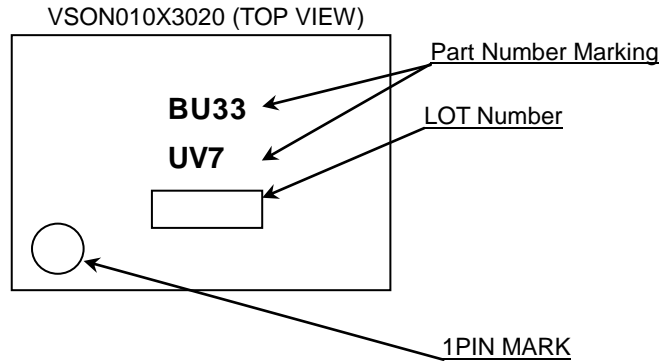 VSON010X3020 (TOP VIEW)
Part Number Marking
BU33
LOT Number
UV7
1PIN MARK